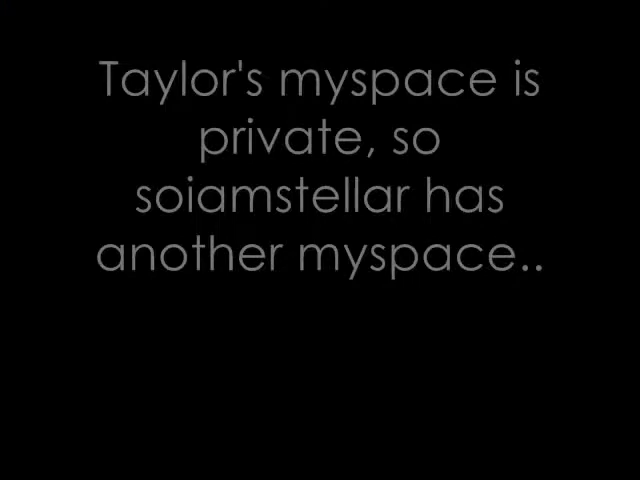 Taylor's myspace is
private, so
soiamstellar has
another myspace..